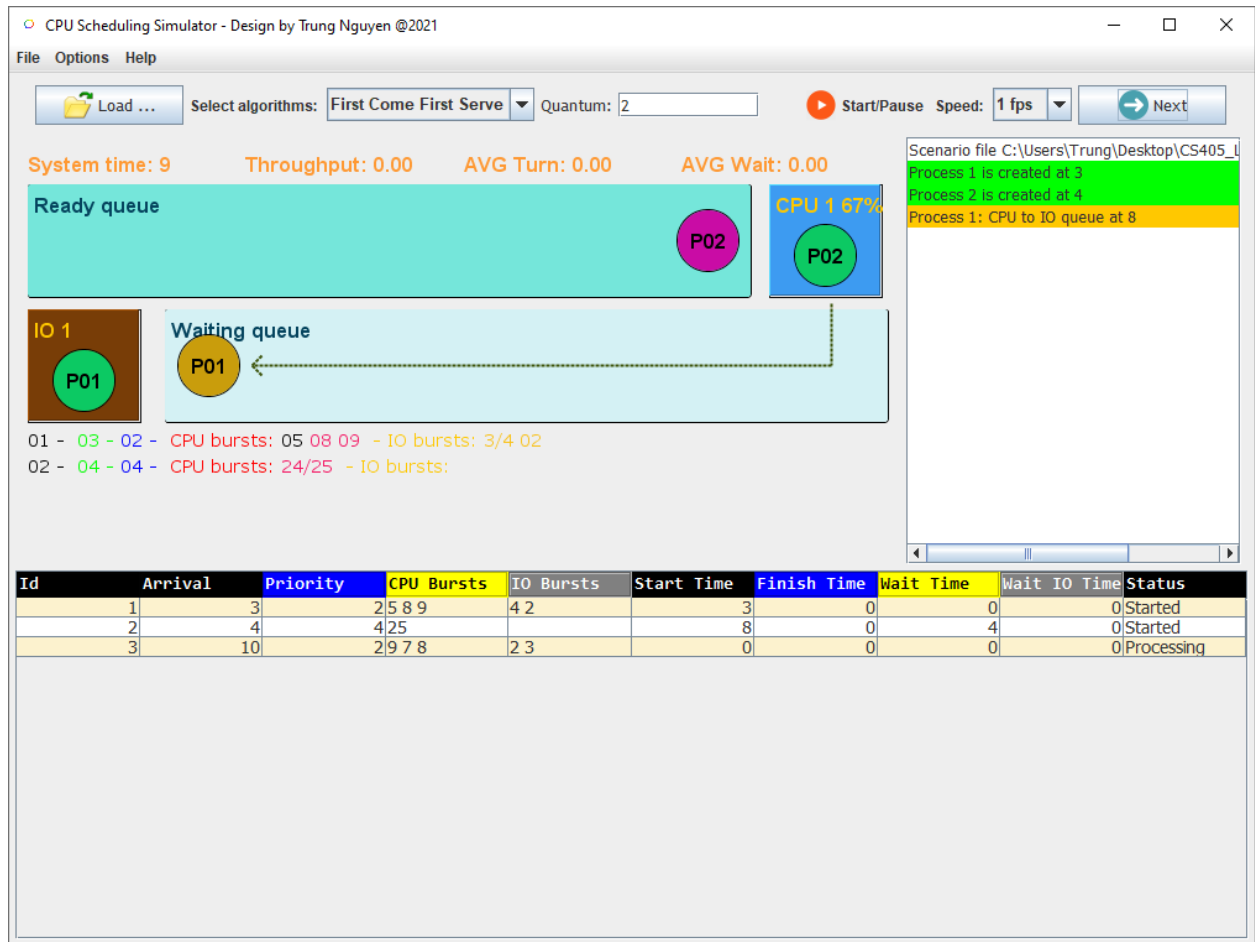 CPU Scheduling Simulator - Design by Trung Nguyen @2021
File Options Help
Load ... Select algorithms: First Come First Serve Quantum: 2 Start/Pause Speed: 1 fps Next
System time: 9 Throughput: 0.00 AVG Turn: 0.00 AVG Wait: 0.00
Scenario file C:\Users\Trung\Desktop\CS405_L
Process 1 is created at 3
Process 2 is created at 4
Process 1: CPU to IO queue at 8
Ready queue
P02
CPU 1 67%
P02
IO 1
P01
Waiting queue
P01
01 - 03 - 02 - CPU bursts: 05 08 09 - IO bursts: 3/4 02
02 - 04 - 04 - CPU bursts: 24/25 - IO bursts:
Id Arrival Priority CPU Bursts IO Bursts Start Time Finish Time Wait Time Wait IO Time Status
1 3 2 5 8 9 4 2 3 0 0 0 Started
2 4 4 25 8 0 4 0 Started
3 10 2 9 7 8 2 3 0 0 0 0 Processing